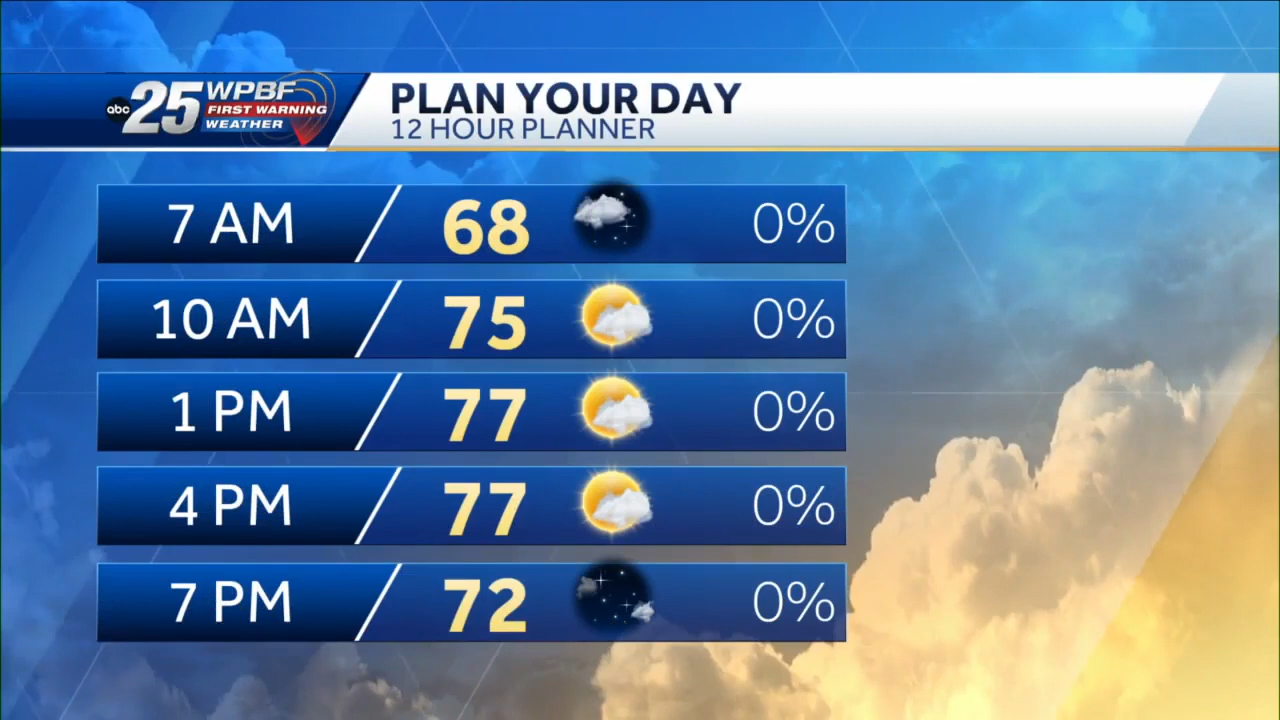 abc 25 WPBF
FIRST WARNING
WEATHER
PLAN YOUR DAY
12 HOUR PLANNER
7 AM 68 0%
10 AM 75 0%
1 PM 77 0%
4 PM 77 0%
7 PM 72 0%